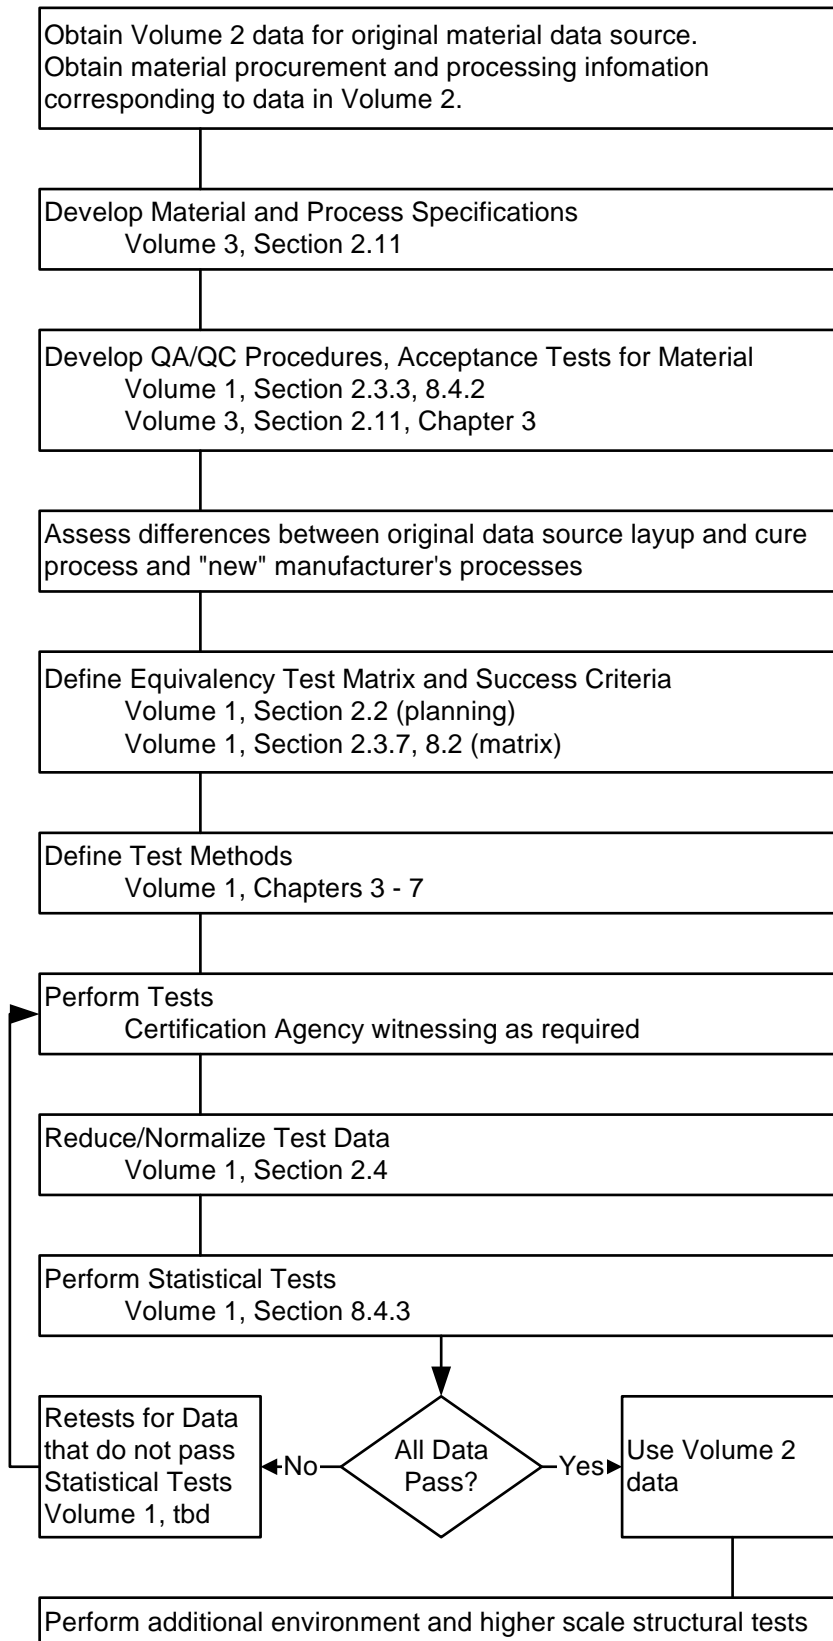 Obtain Volume 2 data for original material data source.
Obtain material procurement and processing infomation
corresponding to data in Volume 2.
Develop Material and Process Specifications
Volume 3, Section 2.11
Develop QA/QC Procedures, Acceptance Tests for Material
Volume 1, Section 2.3.3, 8.4.2
Volume 3, Section 2.11, Chapter 3
Assess differences between original data source layup and cure
process and "new" manufacturer's processes
Define Equivalency Test Matrix and Success Criteria
Volume 1, Section 2.2 (planning)
Volume 1, Section 2.3.7, 8.2 (matrix)
Define Test Methods
Volume 1, Chapters 3 - 7
Perform Tests
Certification Agency witnessing as required
Reduce/Normalize Test Data
Volume 1, Section 2.4
Perform Statistical Tests
Volume 1, Section 8.4.3
Retests for Data
that do not pass
Statistical Tests
Volume 1, tbd
No
All Data
Pass?
Yes
Use Volume 2
data
Perform additional environment and higher scale structural tests